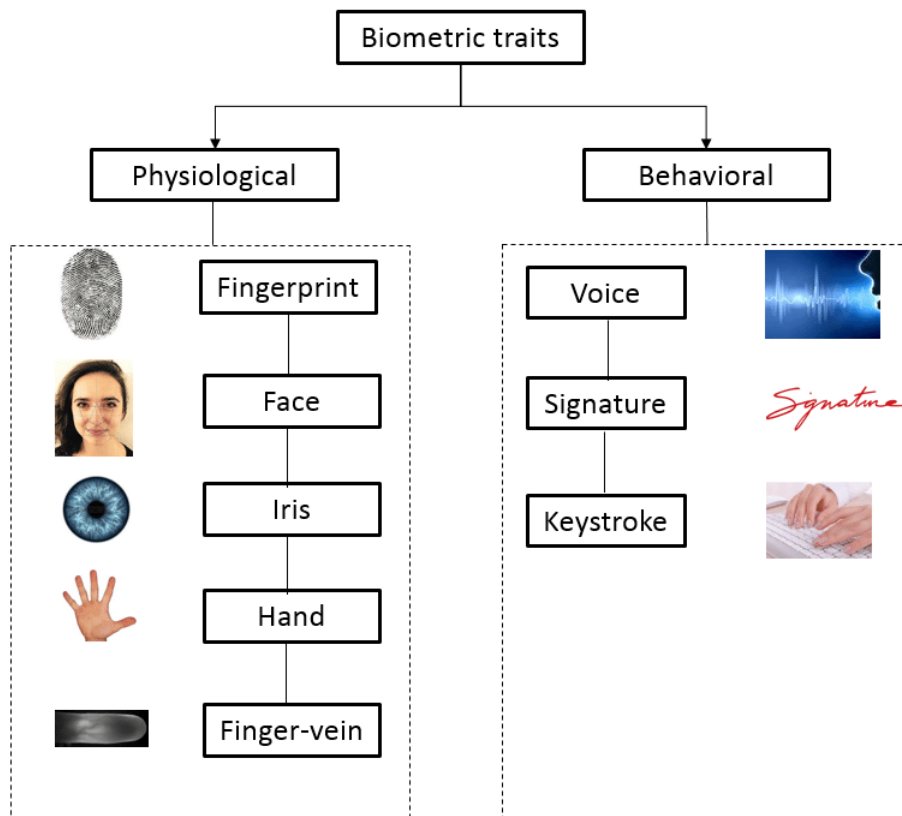 Biometric traits
Physiological
Behavioral
Fingerprint
Face
Iris
Hand
Finger-vein
Voice
Signature
Signature
Keystroke